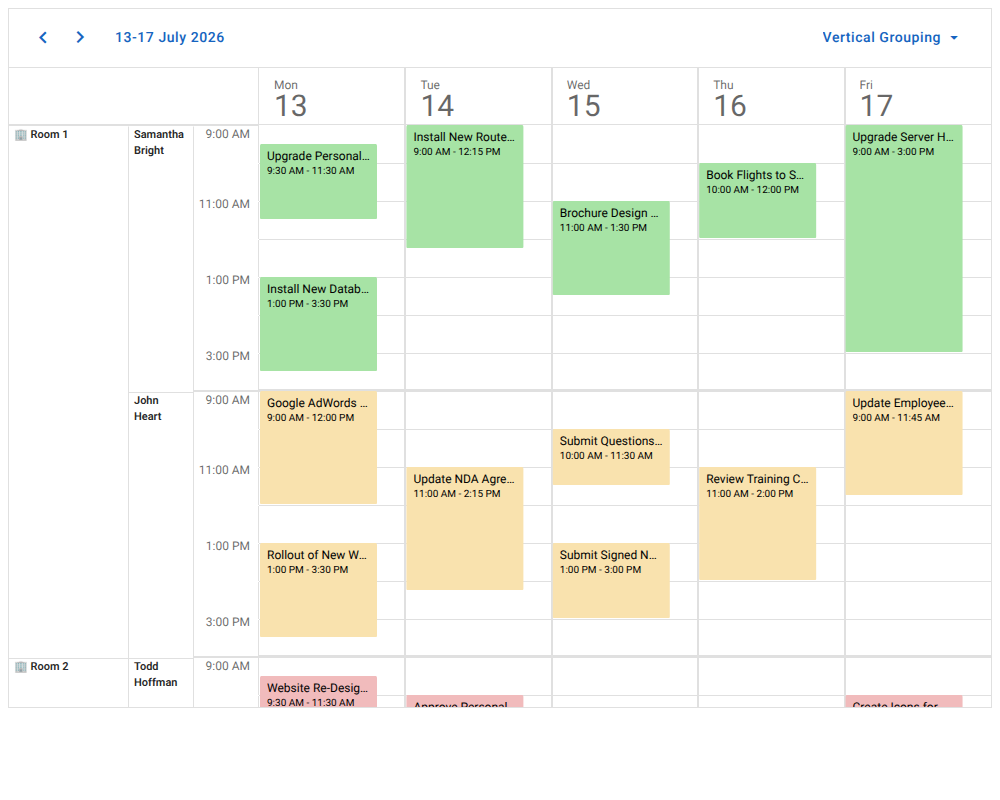 13-17 July 2026
Vertical Grouping
Mon
13
Tue
14
Wed
15
Thu
16
Fri
17
Room 1
Samantha
Bright
9:00 AM
11:00 AM
1:00 PM
3:00 PM
Upgrade Personal...
9:30 AM - 11:30 AM
Install New Datab...
1:00 PM - 3:30 PM
Install New Route...
9:00 AM - 12:15 PM
Brochure Design ...
11:00 AM - 1:30 PM
Book Flights to S...
10:00 AM - 12:00 PM
Upgrade Server H...
9:00 AM - 3:00 PM
John
Heart
9:00 AM
11:00 AM
1:00 PM
3:00 PM
Google AdWords ...
9:00 AM - 12:00 PM
Rollout of New W...
1:00 PM - 3:30 PM
Update NDA Agre...
11:00 AM - 2:15 PM
Submit Questions...
10:00 AM - 11:30 AM
Submit Signed N...
1:00 PM - 3:00 PM
Review Training C...
11:00 AM - 2:00 PM
Update Employee...
9:00 AM - 11:45 AM
Room 2
Todd
Hoffman
9:00 AM
Website Re-Desig...
9:30 AM - 11:30 AM
Approve Personal
Create Icons for